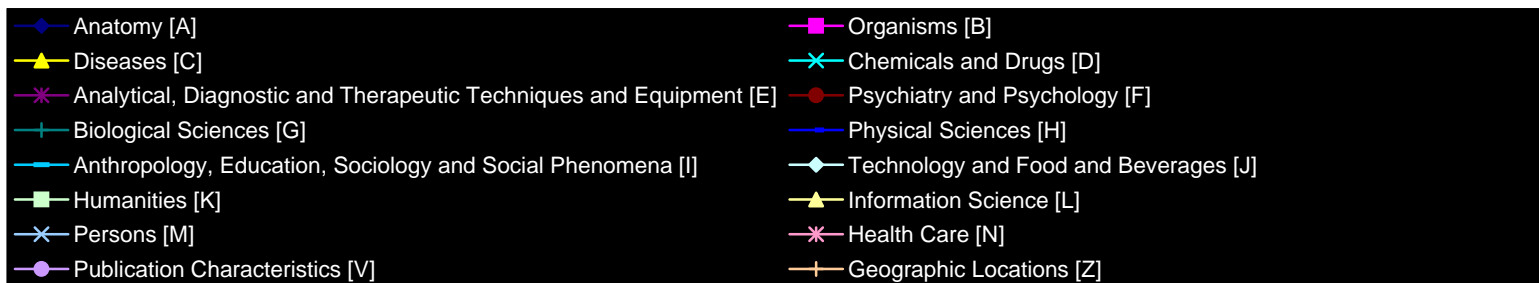 Anatomy [A]
Organisms [B]
Diseases [C]
Chemicals and Drugs [D]
Analytical, Diagnostic and Therapeutic Techniques and Equipment [E]
Psychiatry and Psychology [F]
Biological Sciences [G]
Physical Sciences [H]
Anthropology, Education, Sociology and Social Phenomena [I]
Technology and Food and Beverages [J]
Humanities [K]
Information Science [L]
Persons [M]
Health Care [N]
Publication Characteristics [V]
Geographic Locations [Z]